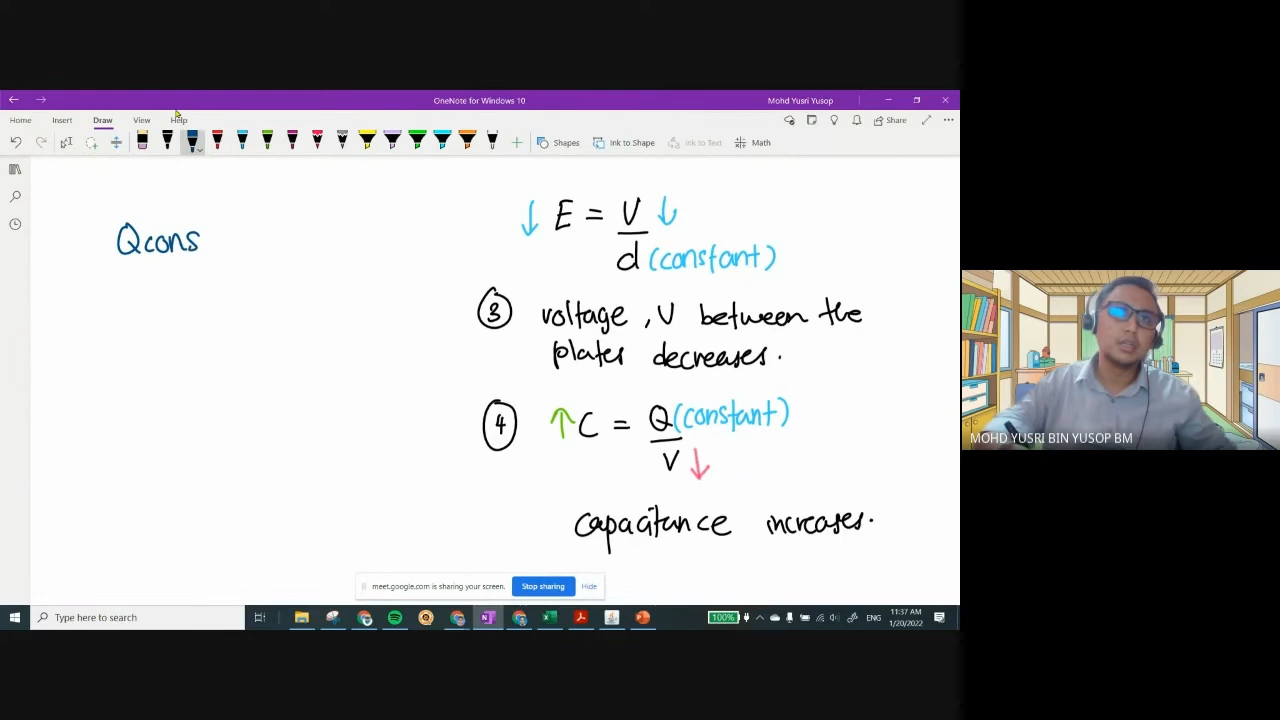 OneNote for Windows 10
Mohd Yusri Yusop
Home Insert Draw View Help
Share
Shapes Ink to Shape Ink to Text Math
Qcons
↓ E = V ↓
d (constant)
③ voltage, V between the
plates decreases.
④ ↑ C = Q (constant)
V ↓
capacitance increases.
meet.google.com is sharing your screen. Stop sharing Hide
Type here to search
100% ENG 11:37 AM
1/20/2022
MOHD YUSRI BIN YUSOP BM